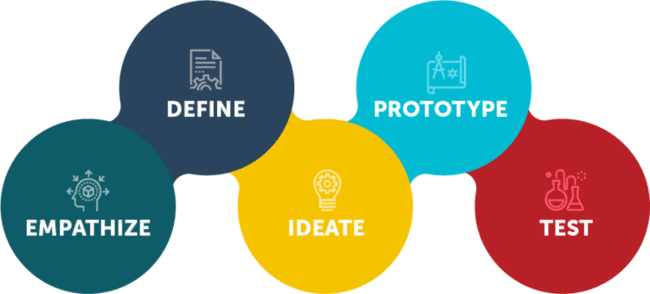 EMPATHIZE
DEFINE
IDEATE
PROTOTYPE
TEST